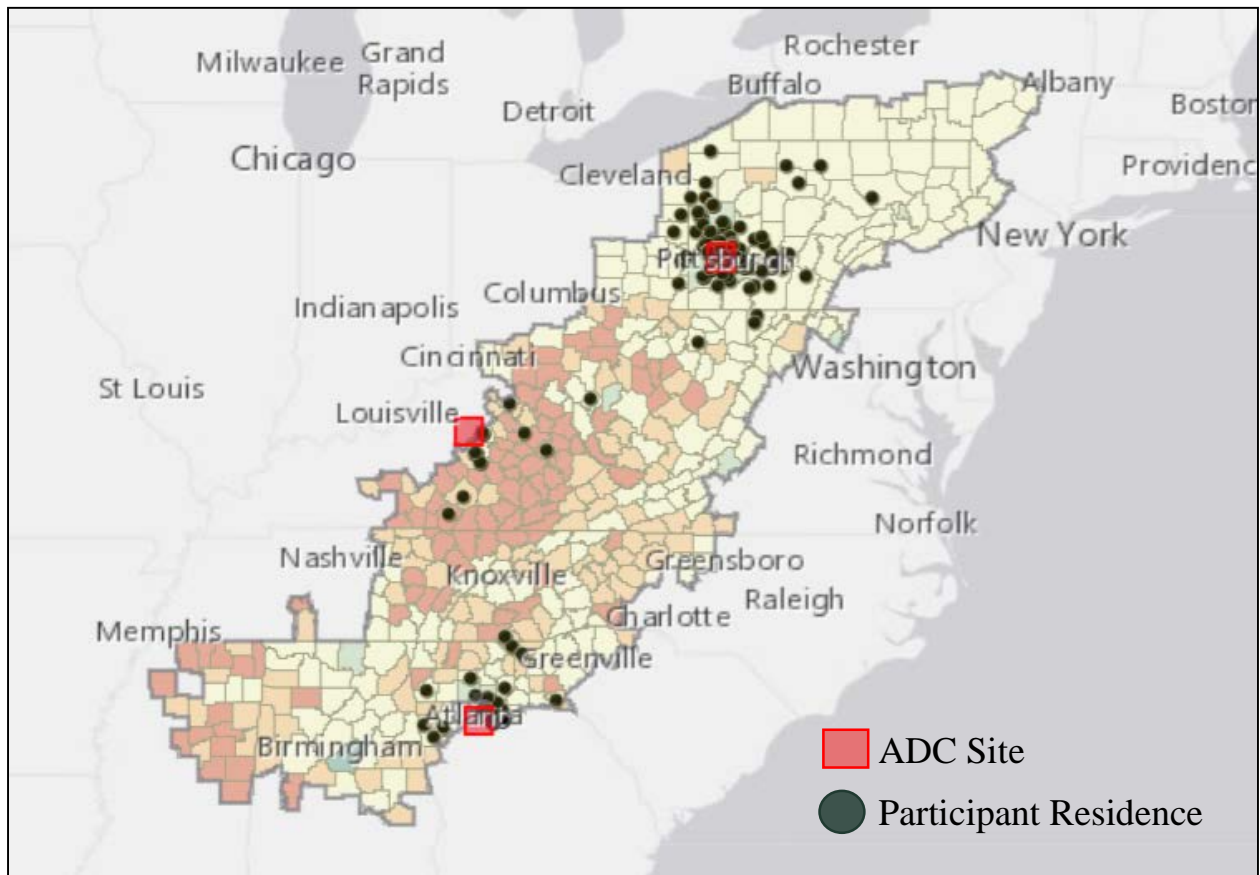 Rochester
Milwaukee
Grand
Rapids
Buffalo
Albany
Detroit
Boston
Chicago
Cleveland
Providenc
New York
Pittsburgh
Columbus
Indianapolis
Cincinnati
Washington
St Louis
Louisville
Richmond
Norfolk
Nashville
Knoxville
Greensboro
Raleigh
Charlotte
Memphis
Greenville
Atlanta
Birmingham
ADC Site
Participant Residence